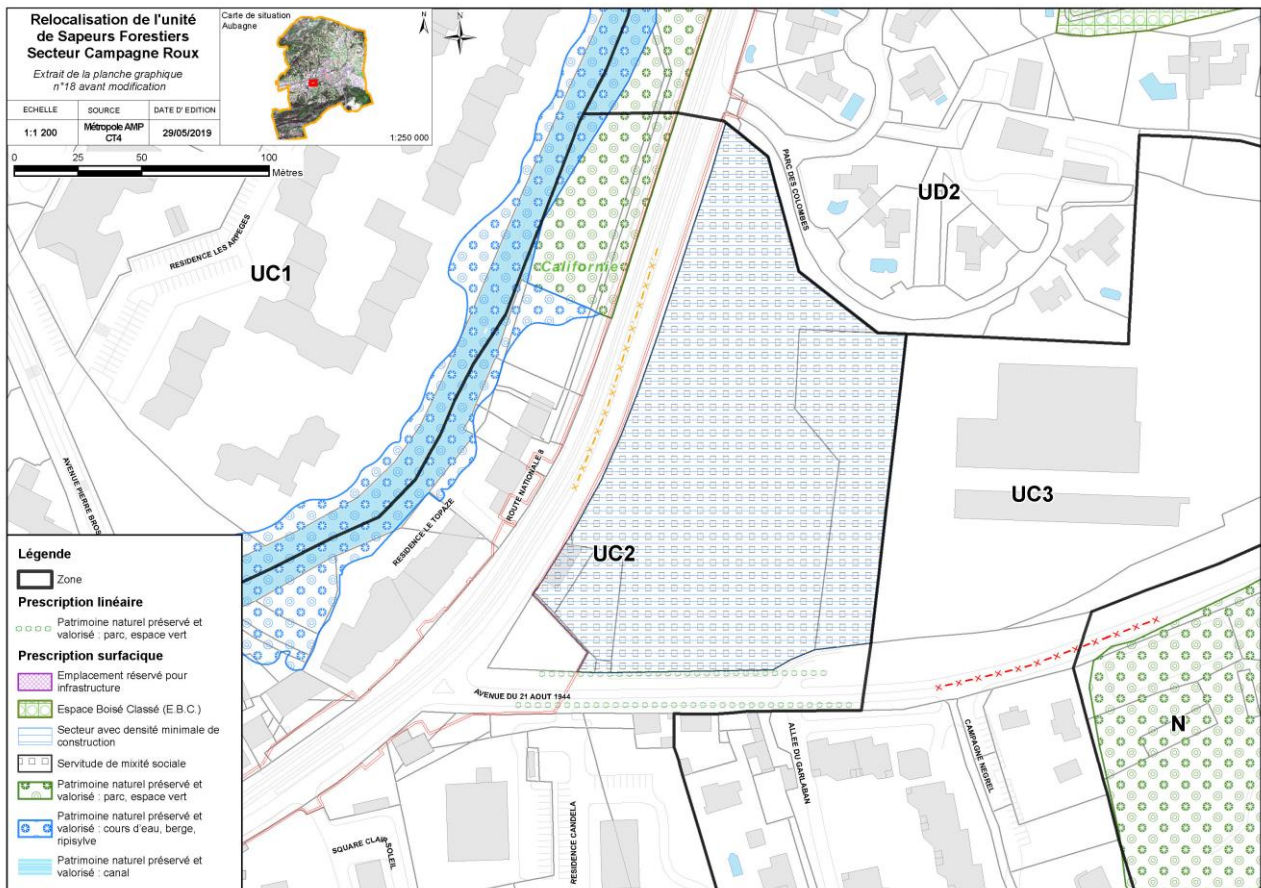 Relocalisation de l'unité
de Sapeurs Forestiers
Secteur Campagne Roux
Extrait de la planche graphique
n°18 avant modification
ECHELLE
SOURCE
DATE D' EDITION
1:1 200
Métropole AMP
CT4
29/05/2019
Carte de situation
Aubagne
N
1:250 000
N
0 25 50 100
Mètres
RESIDENCE LES ARPEGES
UC1
Californie
PARC DES COLOMBES
UD2
UC3
UC2
ROUTE NATIONALE 8
RESIDENCE LE TOPAZE
AVENUE PIERRE BROS
AVENUE DU 21 AOUT 1944
ALLEE DU GARLABAN
CAMPAGNE NEGREL
N
RESIDENCE CANDELA
SQUARE CLAIR SOLEIL
Légende
Zone
Prescription linéaire
Patrimoine naturel préservé et
valorisé : parc, espace vert
Prescription surfacique
Emplacement réservé pour
infrastructure
Espace Boisé Classé (E.B.C.)
Secteur avec densité minimale de
construction
Servitude de mixité sociale
Patrimoine naturel préservé et
valorisé : parc, espace vert
Patrimoine naturel préservé et
valorisé : cours d'eau, berge,
ripisylve
Patrimoine naturel préservé et
valorisé : canal